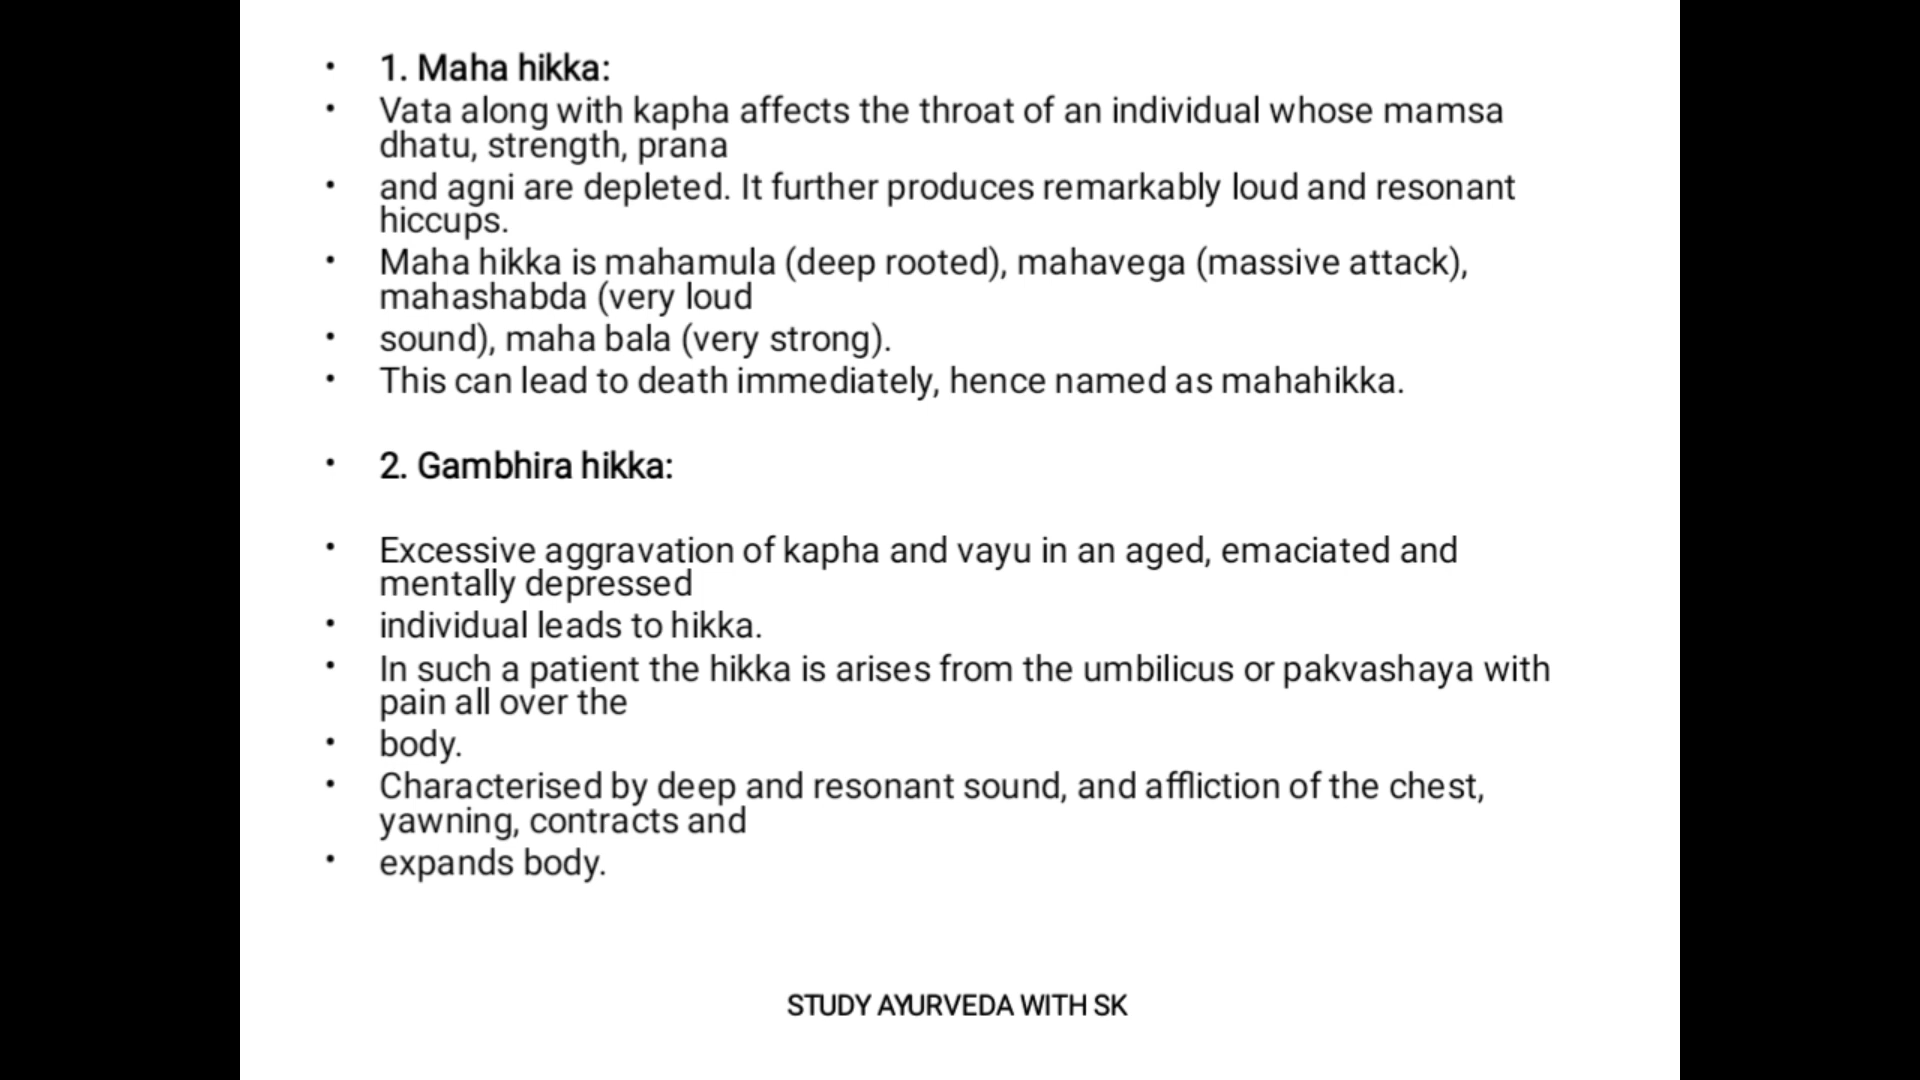 • 1. Maha hikka:
• Vata along with kapha affects the throat of an individual whose mamsa
dhatu, strength, prana
• and agni are depleted. It further produces remarkably loud and resonant
hiccups.
• Maha hikka is mahamula (deep rooted), mahavega (massive attack),
mahashabda (very loud
• sound), maha bala (very strong).
• This can lead to death immediately, hence named as mahahikka.
• 2. Gambhira hikka:
• Excessive aggravation of kapha and vayu in an aged, emaciated and
mentally depressed
• individual leads to hikka.
• In such a patient the hikka is arises from the umbilicus or pakvashaya with
pain all over the
• body.
• Characterised by deep and resonant sound, and affliction of the chest,
yawning, contracts and
• expands body.
STUDY AYURVEDA WITH SK